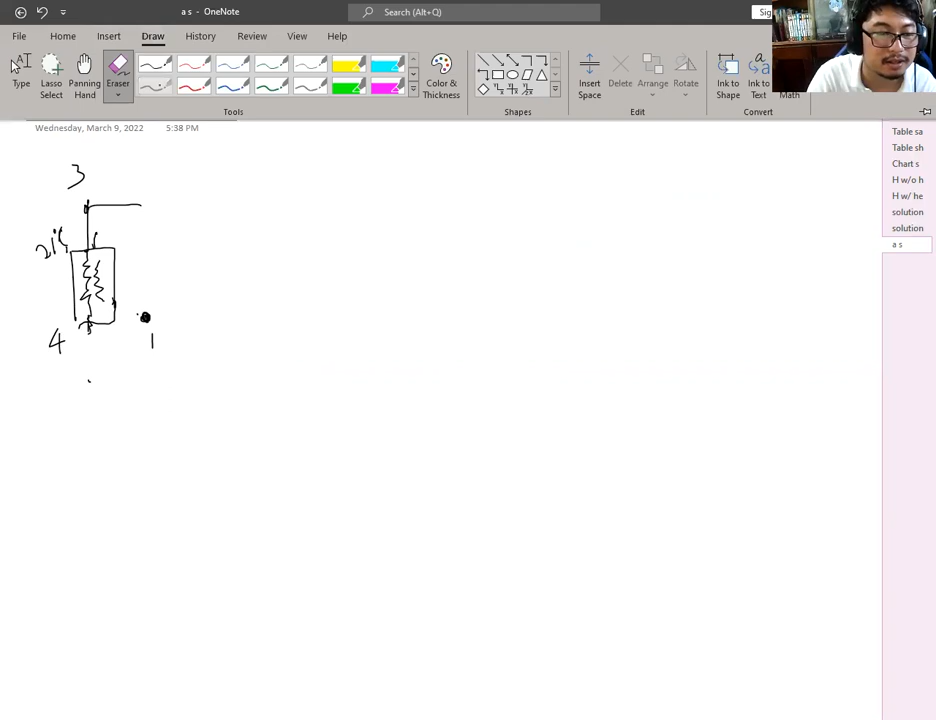 a s - OneNote
Search (Alt+Q)
File Home Insert Draw History Review View Help
Type
Lasso Select
Panning Hand
Eraser
Color & Thickness
Insert Space
Delete
Arrange
Rotate
Ink to Shape
Ink to Text
Math
Tools
Shapes
Edit
Convert
Wednesday, March 9, 2022 5:38 PM
Table sa
Table sh
Chart s
H w/o h
H w/ he
solution
solution
a s
3
4
1